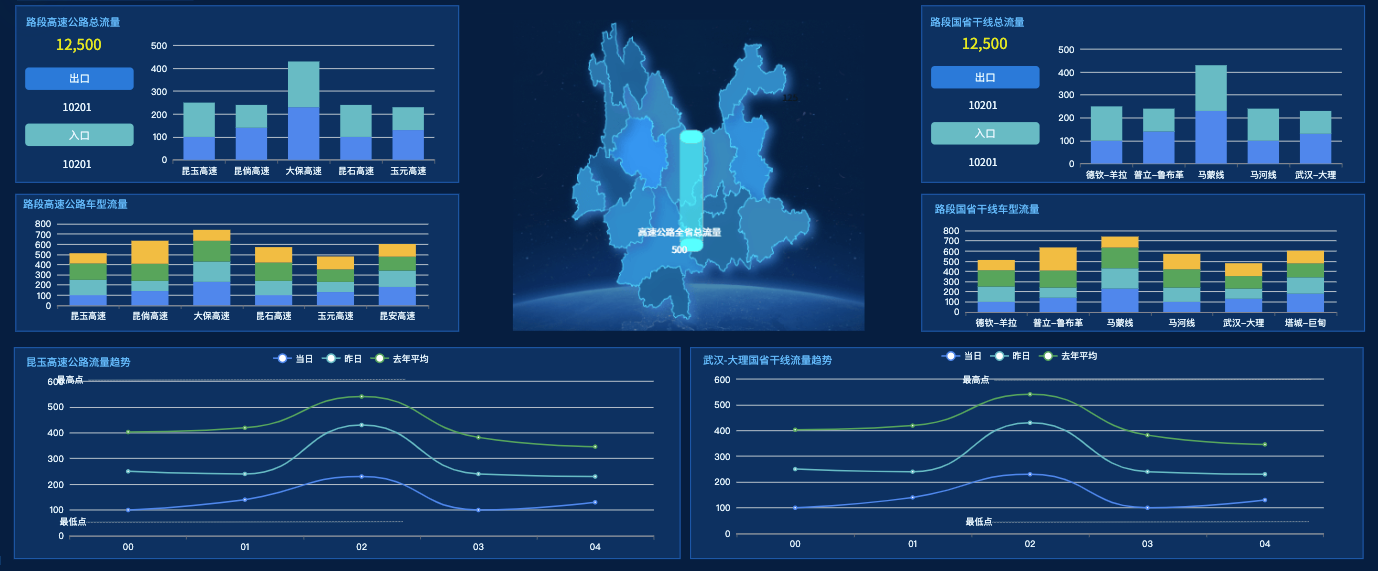 路段高速公路总流量
12,500
出口
10201
入口
10201
500
400
300
200
100
0
昆玉高速 昆倘高速 大保高速 昆石高速 玉元高速
路段高速公路车型流量
800
700
600
500
400
300
200
100
0
昆玉高速 昆倘高速 大保高速 昆石高速 玉元高速 昆安高速
高速公路全省总流量
500
路段国省干线总流量
12,500
出口
10201
入口
10201
500
400
300
200
100
0
德钦–羊拉 普立–鲁布革 马蒙线 马河线 武汉–大理
路段国省干线车型流量
800
700
600
500
400
300
200
100
0
德钦–羊拉 普立–鲁布革 马蒙线 马河线 武汉–大理 塔城–巨甸
昆玉高速公路流量趋势
当日 昨日 去年平均
最高点
600
500
400
300
200
100
最低点
0
00 01 02 03 04
武汉-大理国省干线流量趋势
当日 昨日 去年平均
最高点
600
500
400
300
200
100
最低点
0
00 01 02 03 04